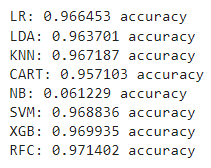 LR: 0.966453 accuracy
LDA: 0.963701 accuracy
KNN: 0.967187 accuracy
CART: 0.957103 accuracy
NB: 0.061229 accuracy
SVM: 0.968836 accuracy
XGB: 0.969935 accuracy
RFC: 0.971402 accuracy